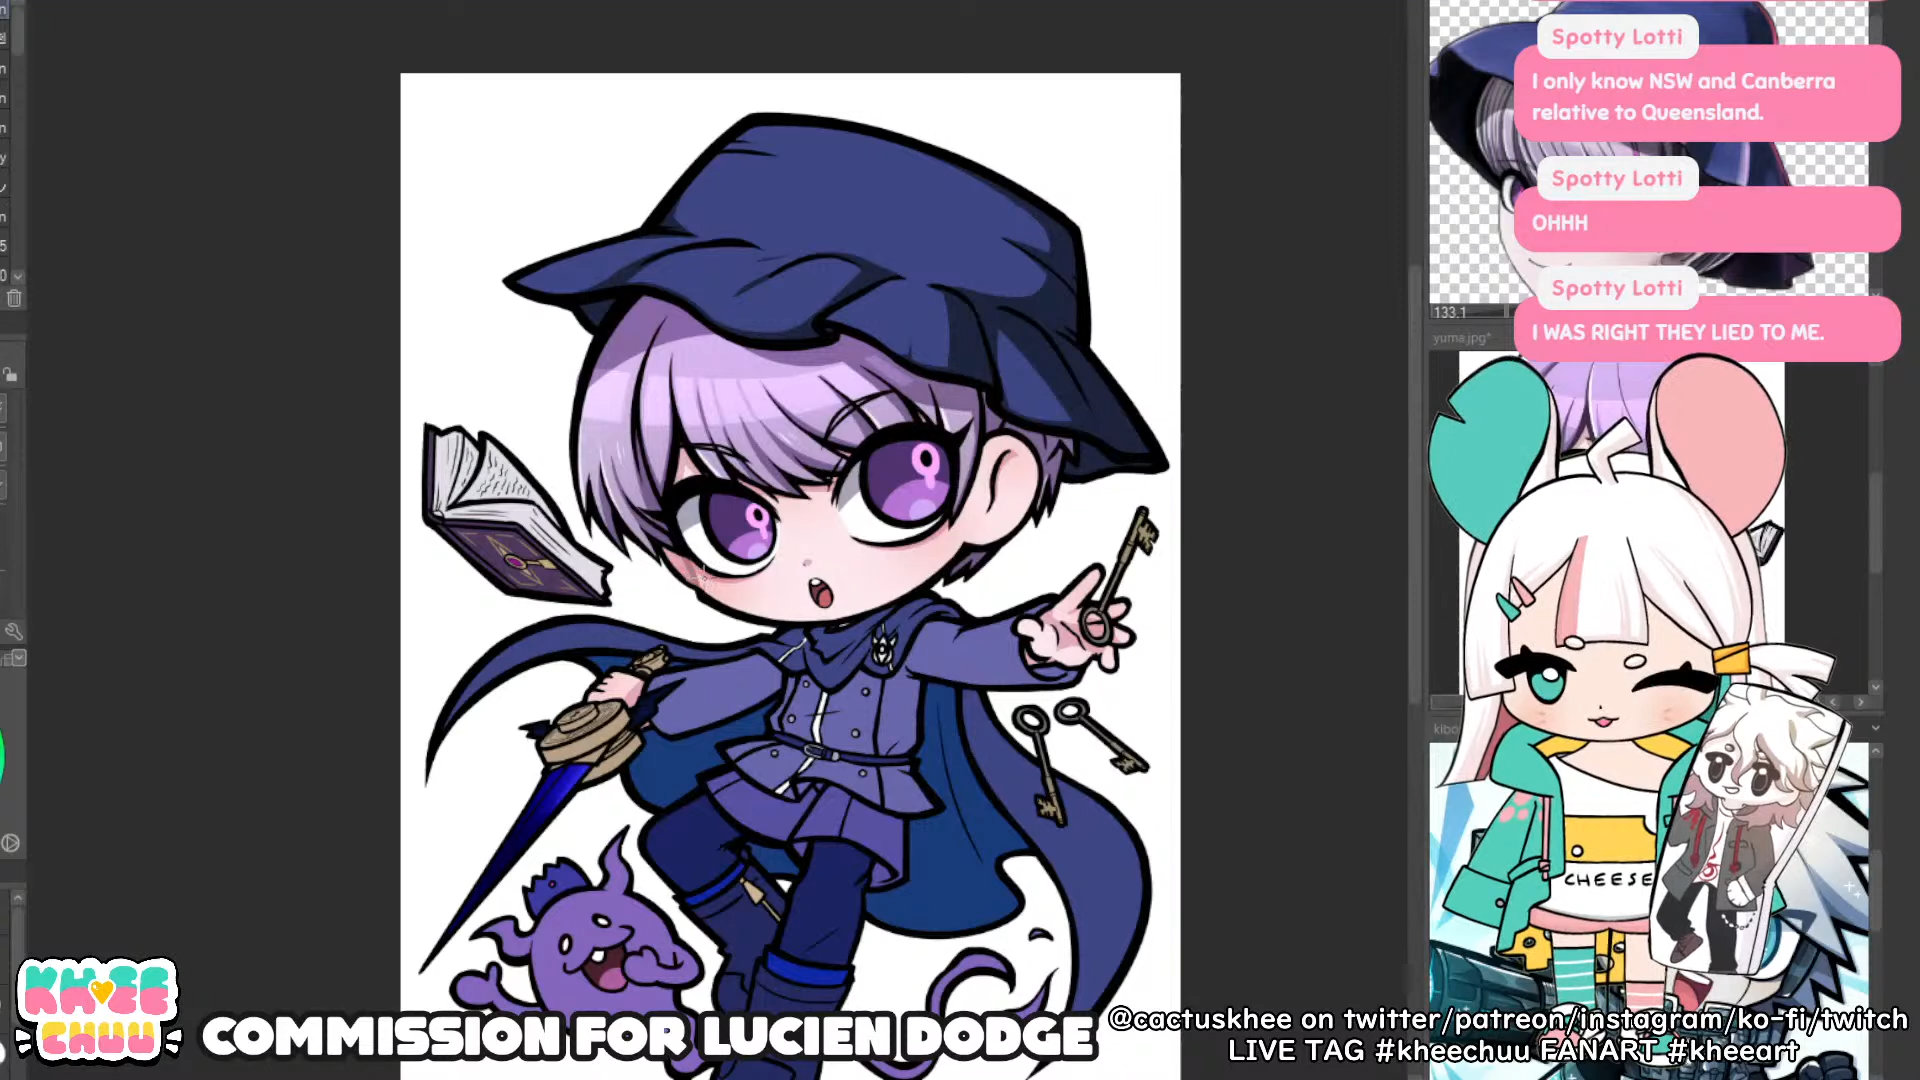 Spotty Lotti
I only know NSW and Canberra
relative to Queensland.
Spotty Lotti
OHHH
Spotty Lotti
I WAS RIGHT THEY LIED TO ME.
133.1
yuma.jpg*
CHEESE
KHEE
CHUU
COMMISSION FOR LUCIEN DODGE
@cactuskhee on twitter/patreon/instagram/ko-fi/twitch
LIVE TAG #kheechuu FANART #kheeart